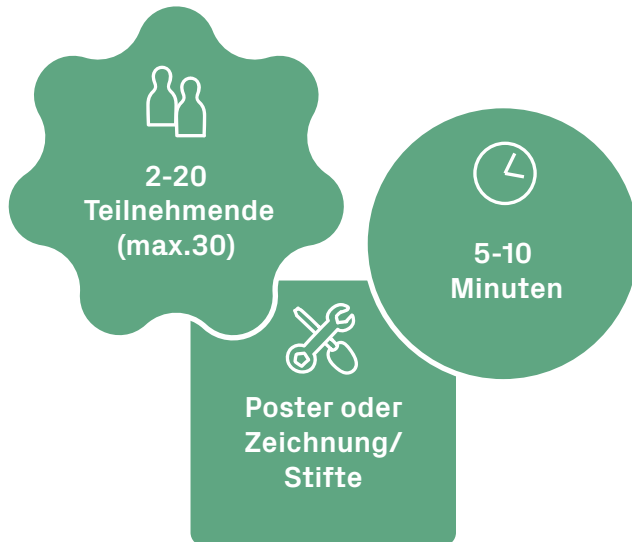 2-20
Teilnehmende
(max.30)
5-10
Minuten
Poster oder
Zeichnung/
Stifte